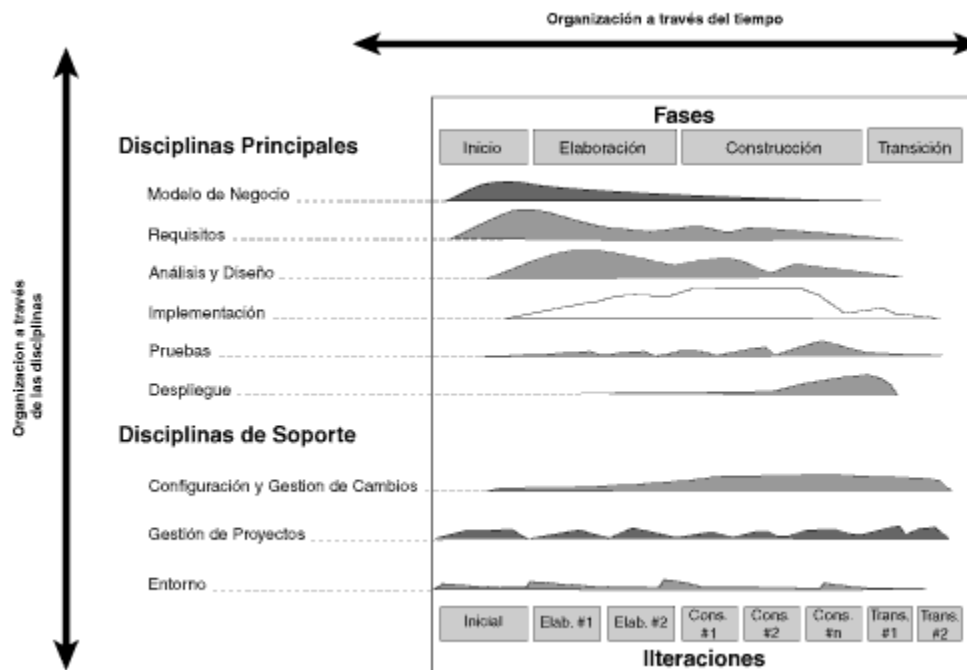 Organización a través del tiempo
Organizacion a través
de las disciplinas
Fases
Disciplinas Principales
Inicio
Elaboración
Construcción
Transición
Modelo de Negocio
Requisitos
Análisis y Diseño
Implementación
Pruebas
Despliegue
Disciplinas de Soporte
Configuración y Gestion de Cambios
Gestión de Proyectos
Entorno
Inicial
Elab. #1
Elab. #2
Cons.
#1
Cons.
#2
Cons.
#n
Trans.
#1
Trans.
#2
IIteraciones